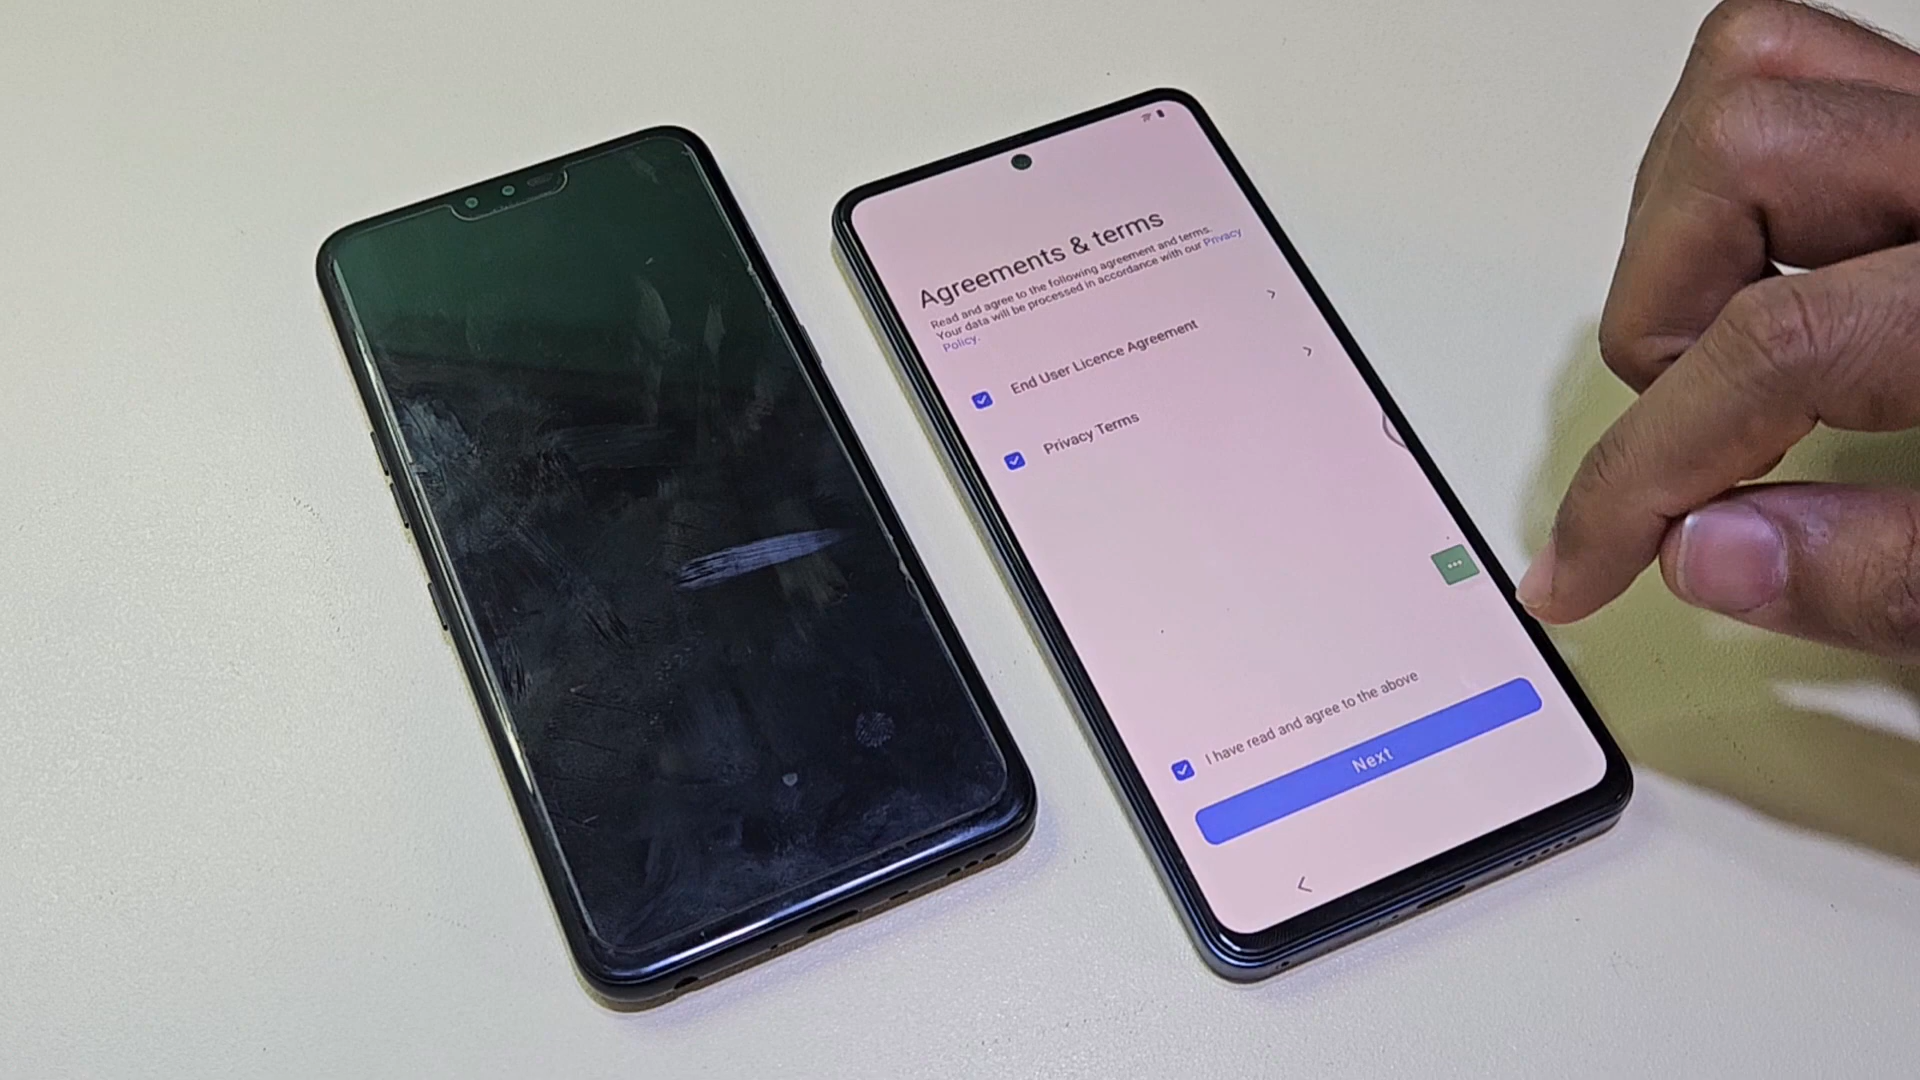 Agreements & terms
Read and agree to the following agreement and terms.
Your data will be processed in accordance with our Privacy
Policy.
End User Licence Agreement
Privacy Terms
I have read and agree to the above
Next